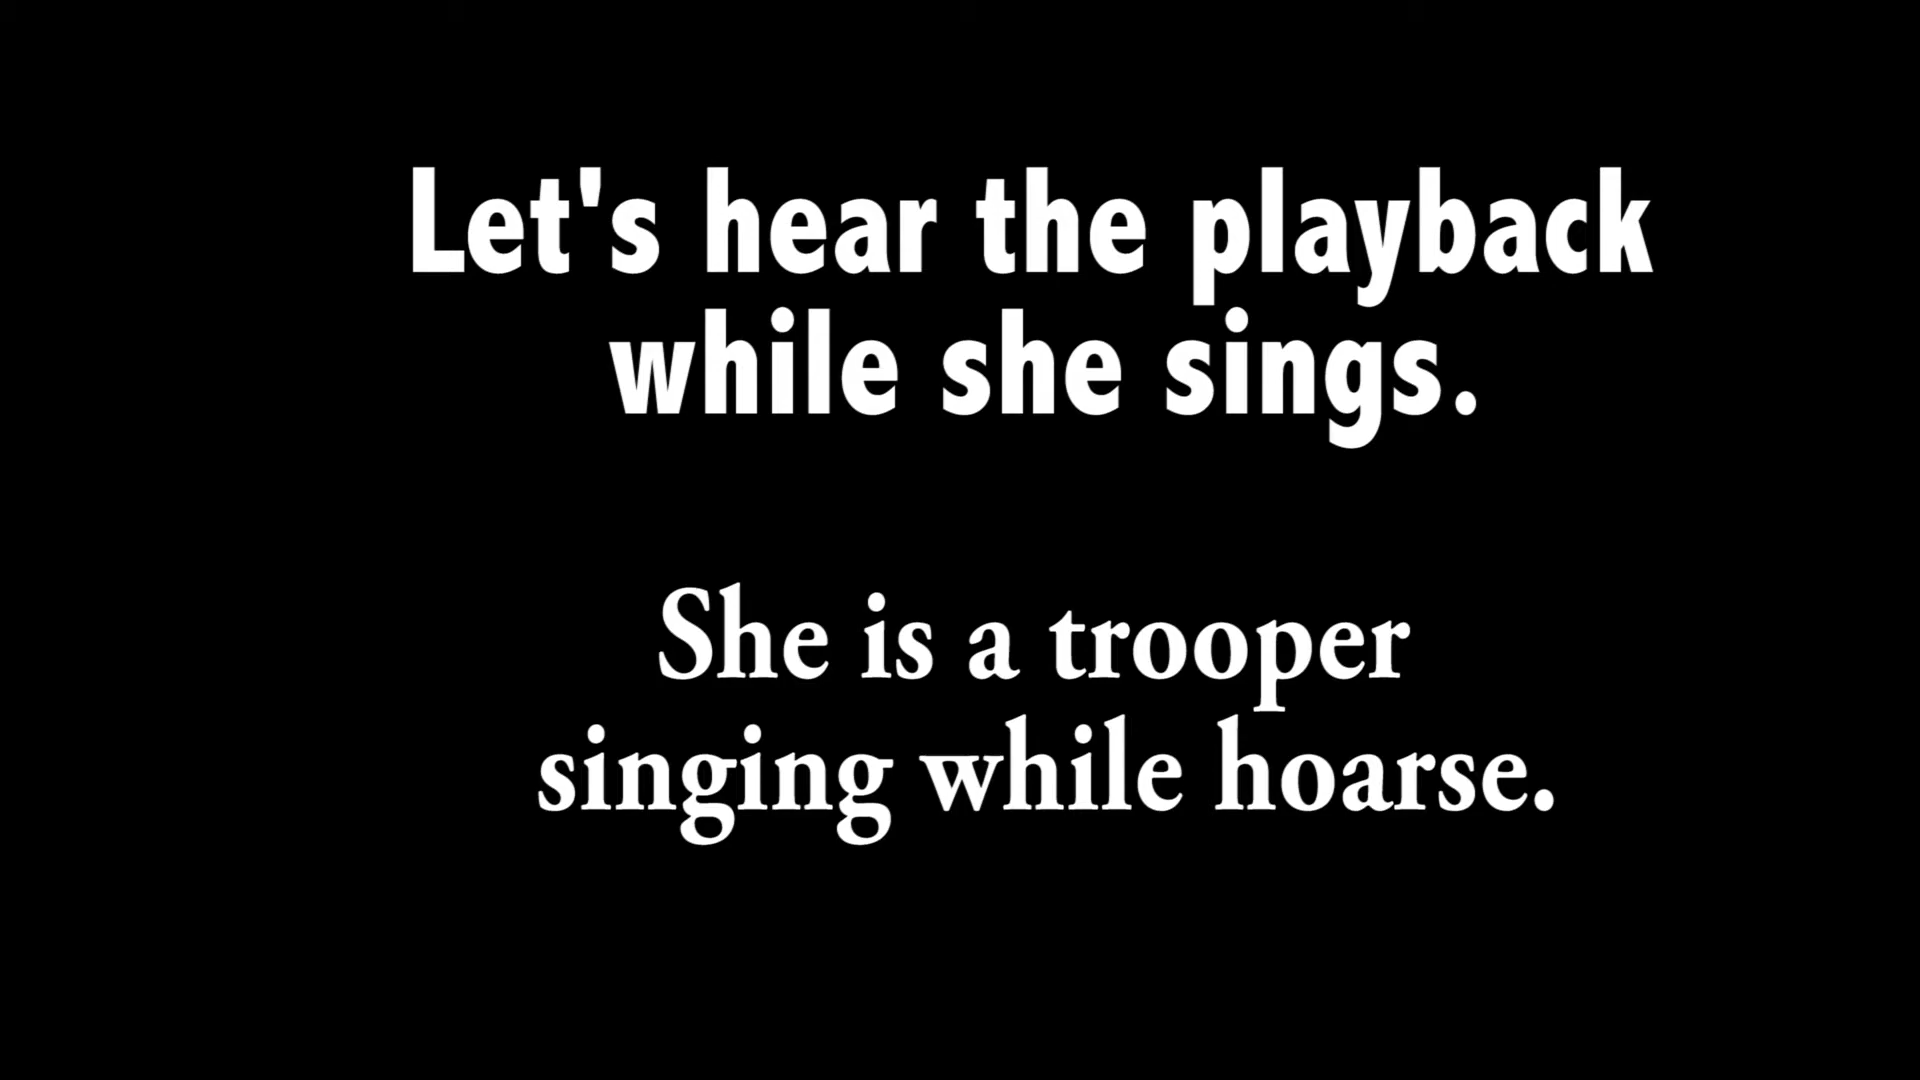 Let's hear the playback
while she sings.
She is a trooper
singing while hoarse.